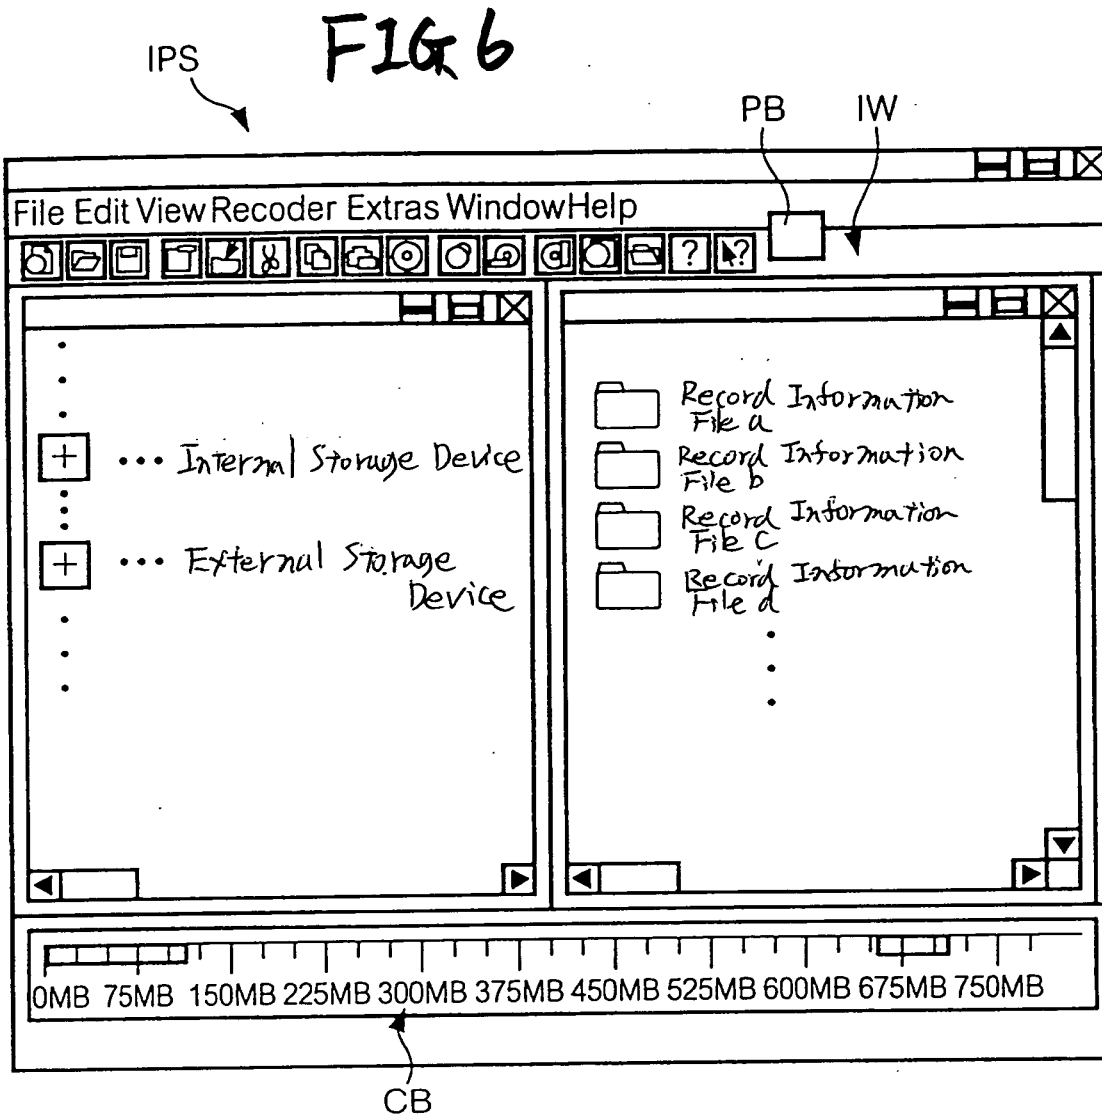 FIG. 6
IPS
PB
IW
File Edit View Recoder Extras Window Help
? ?
Internal Storage Device
External Storage
Device
Record Information
File a
Record Information
File b
Record Information
File c
Record Information
File d
0MB 75MB 150MB 225MB 300MB 375MB 450MB 525MB 600MB 675MB 750MB
CB